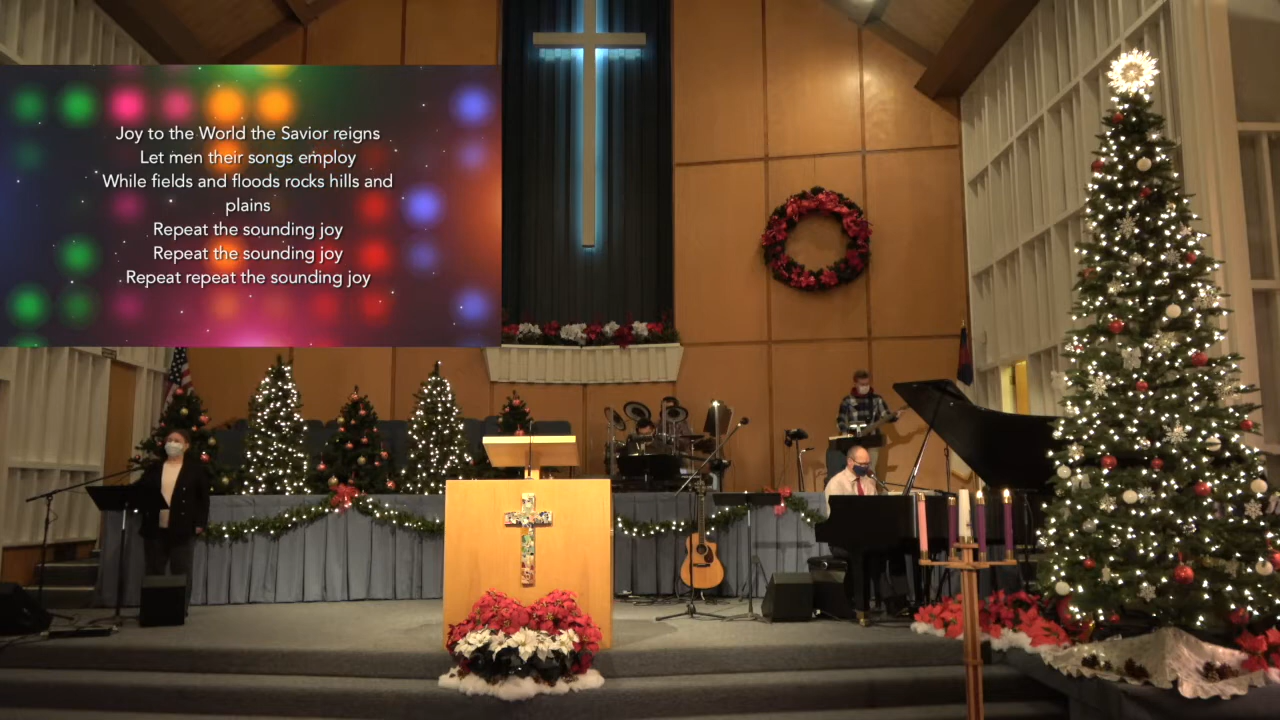 Joy to the World the Savior reigns
Let men their songs employ
While fields and floods rocks hills and
plains
Repeat the sounding joy
Repeat the sounding joy
Repeat repeat the sounding joy